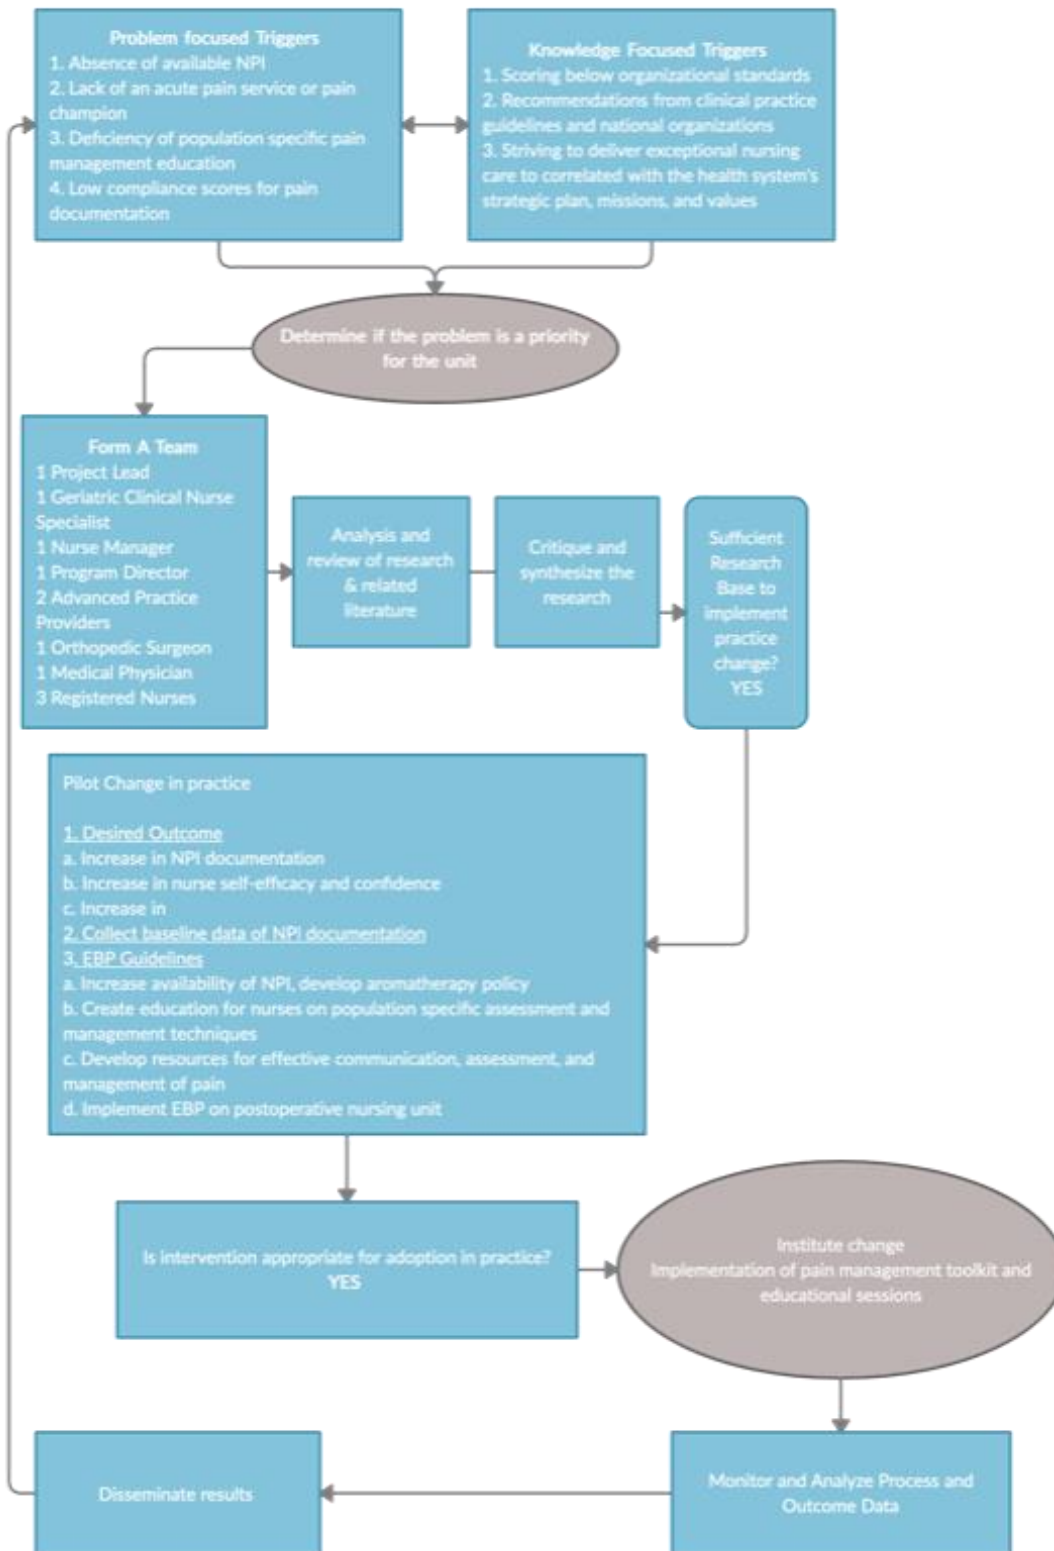 Problem focused Triggers
1. Absence of available NPI
2. Lack of an acute pain service or pain
champion
3. Deficiency of population specific pain
management education
4. Low compliance scores for pain
documentation
Knowledge Focused Triggers
1. Scoring below organizational standards
2. Recommendations from clinical practice
guidelines and national organizations
3. Striving to deliver exceptional nursing
care to correlated with the health system's
strategic plan, missions, and values
Determine if the problem is a priority
for the unit
Form A Team
1 Project Lead
1 Geriatric Clinical Nurse
Specialist
1 Nurse Manager
1 Program Director
2 Advanced Practice
Providers
1 Orthopedic Surgeon
1 Medical Physician
3 Registered Nurses
Analysis and
review of research
& related
literature
Critique and
synthesize the
research
Sufficient
Research
Base to
implement
practice
change?
YES
Pilot Change in practice
1. Desired Outcome
a. Increase in NPI documentation
b. Increase in nurse self-efficacy and confidence
c. Increase in
2. Collect baseline data of NPI documentation
3. EBP Guidelines
a. Increase availability of NPI, develop aromatherapy policy
b. Create education for nurses on population specific assessment and
management techniques
c. Develop resources for effective communication, assessment, and
management of pain
d. Implement EBP on postoperative nursing unit
Is intervention appropriate for adoption in practice?
YES
Institute change
Implementation of pain management toolkit and
educational sessions
Monitor and Analyze Process and
Outcome Data
Disseminate results